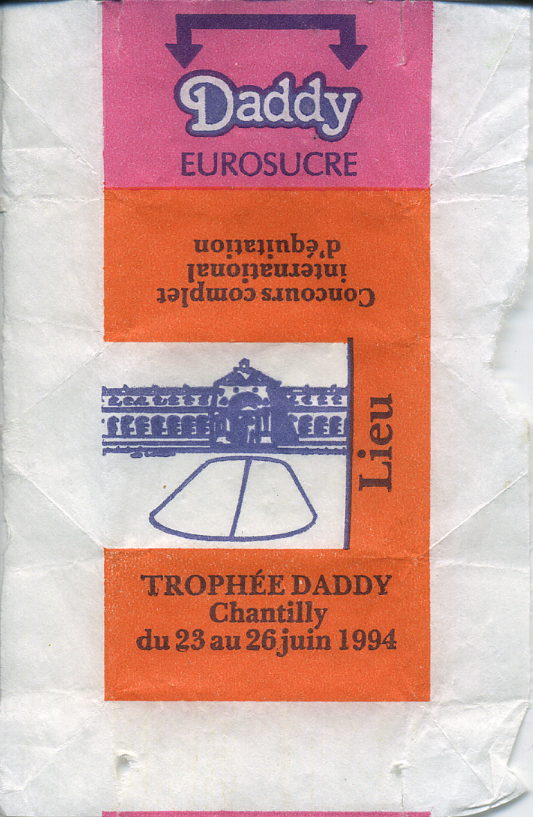 Daddy
EUROSUCRE
Concours complet
international
d'équitation
Lieu
TROPHÉE DADDY
Chantilly
du 23 au 26 juin 1994